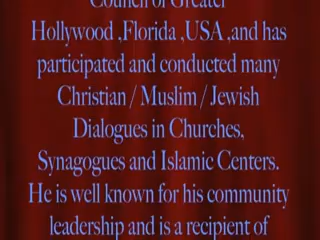 Council of Greater
Hollywood ,Florida ,USA ,and has
participated and conducted many
Christian / Muslim / Jewish
Dialogues in Churches,
Synagogues and Islamic Centers.
He is well known for his community
leadership and is a recipient of